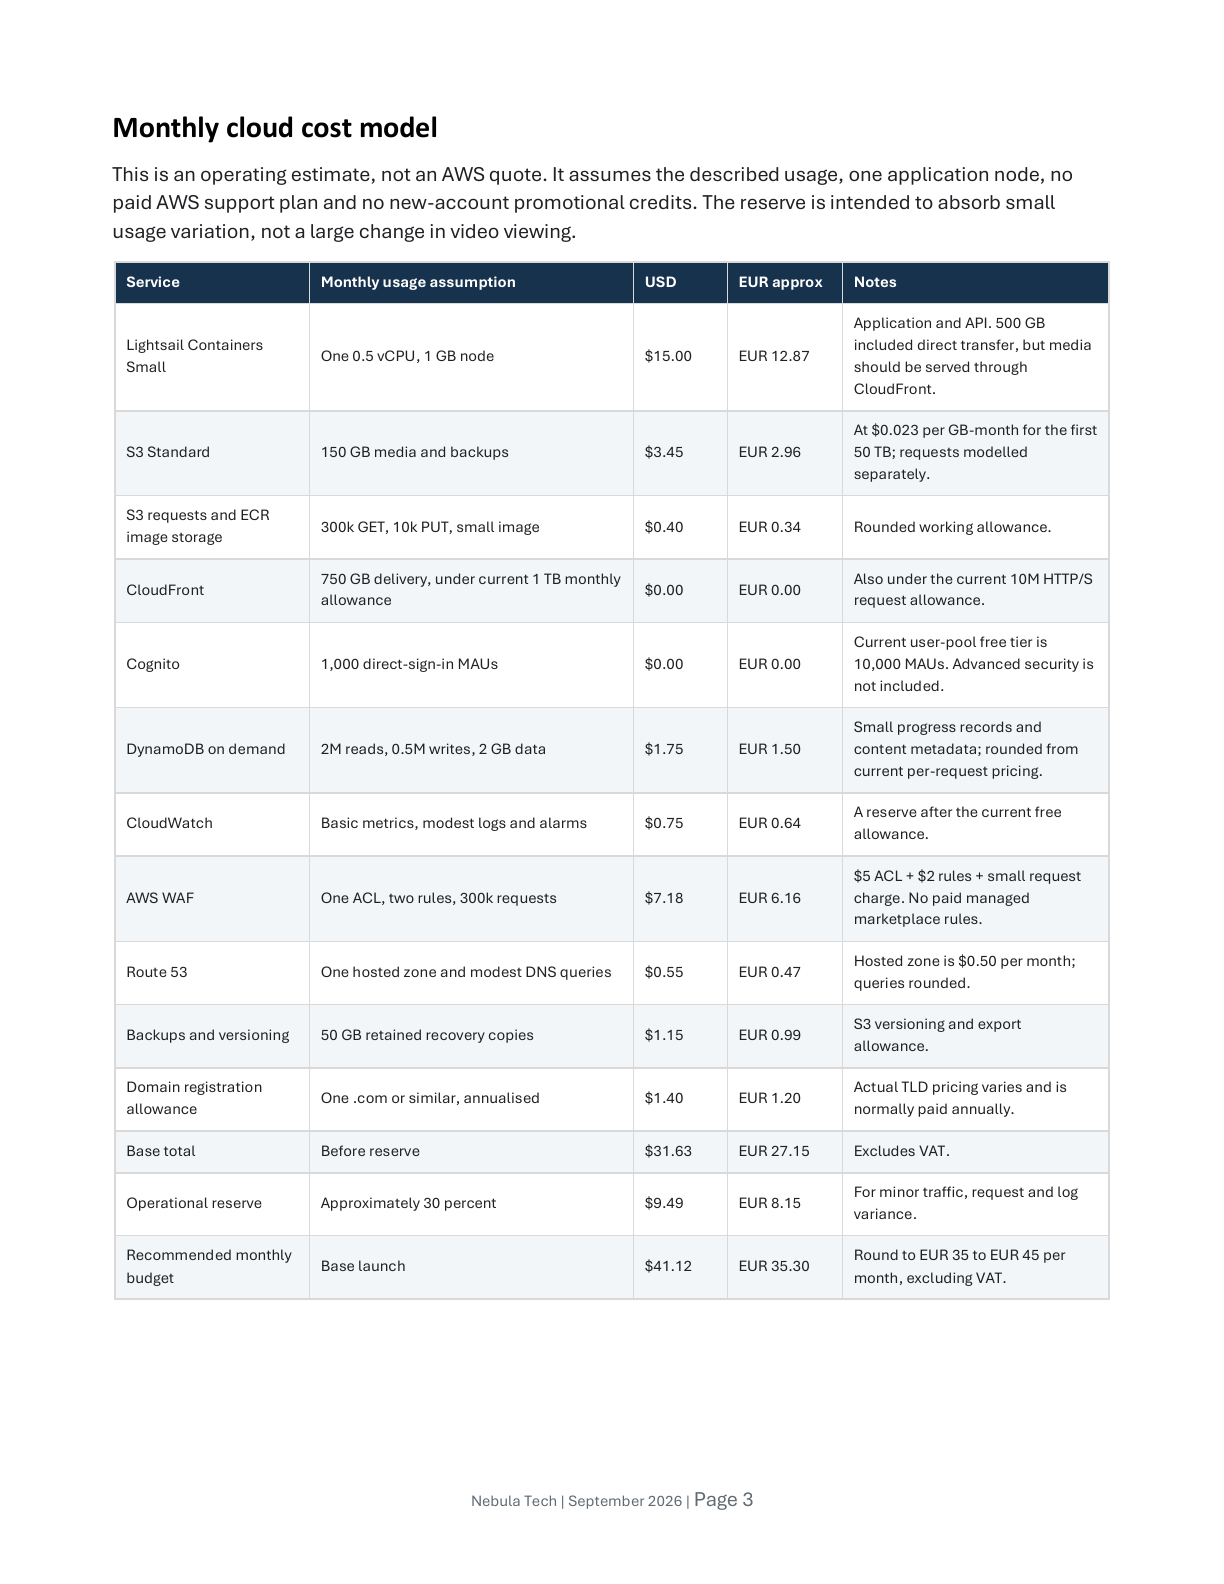 Monthly cloud cost model
This is an operating estimate, not an AWS quote. It assumes the described usage, one application node, no
paid AWS support plan and no new-account promotional credits. The reserve is intended to absorb small
usage variation, not a large change in video viewing.
Service Monthly usage assumption USD EUR approx Notes
Lightsail Containers
Small
One 0.5 vCPU, 1 GB node
$15.00
EUR 12.87
Application and API. 500 GB
included direct transfer, but media
should be served through
CloudFront.
S3 Standard
150 GB media and backups
$3.45
EUR 2.96
At $0.023 per GB-month for the first
50 TB; requests modelled
separately.
S3 requests and ECR
image storage
300k GET, 10k PUT, small image
$0.40
EUR 0.34
Rounded working allowance.
CloudFront
750 GB delivery, under current 1 TB monthly
allowance
$0.00
EUR 0.00
Also under the current 10M HTTP/S
request allowance.
Cognito
1,000 direct-sign-in MAUs
$0.00
EUR 0.00
Current user-pool free tier is
10,000 MAUs. Advanced security is
not included.
DynamoDB on demand
2M reads, 0.5M writes, 2 GB data
$1.75
EUR 1.50
Small progress records and
content metadata; rounded from
current per-request pricing.
CloudWatch
Basic metrics, modest logs and alarms
$0.75
EUR 0.64
A reserve after the current free
allowance.
AWS WAF
One ACL, two rules, 300k requests
$7.18
EUR 6.16
$5 ACL + $2 rules + small request
charge. No paid managed
marketplace rules.
Route 53
One hosted zone and modest DNS queries
$0.55
EUR 0.47
Hosted zone is $0.50 per month;
queries rounded.
Backups and versioning
50 GB retained recovery copies
$1.15
EUR 0.99
S3 versioning and export
allowance.
Domain registration
allowance
One .com or similar, annualised
$1.40
EUR 1.20
Actual TLD pricing varies and is
normally paid annually.
Base total
Before reserve
$31.63
EUR 27.15
Excludes VAT.
Operational reserve
Approximately 30 percent
$9.49
EUR 8.15
For minor traffic, request and log
variance.
Recommended monthly
budget
Base launch
$41.12
EUR 35.30
Round to EUR 35 to EUR 45 per
month, excluding VAT.
Nebula Tech | September 2026 | Page 3